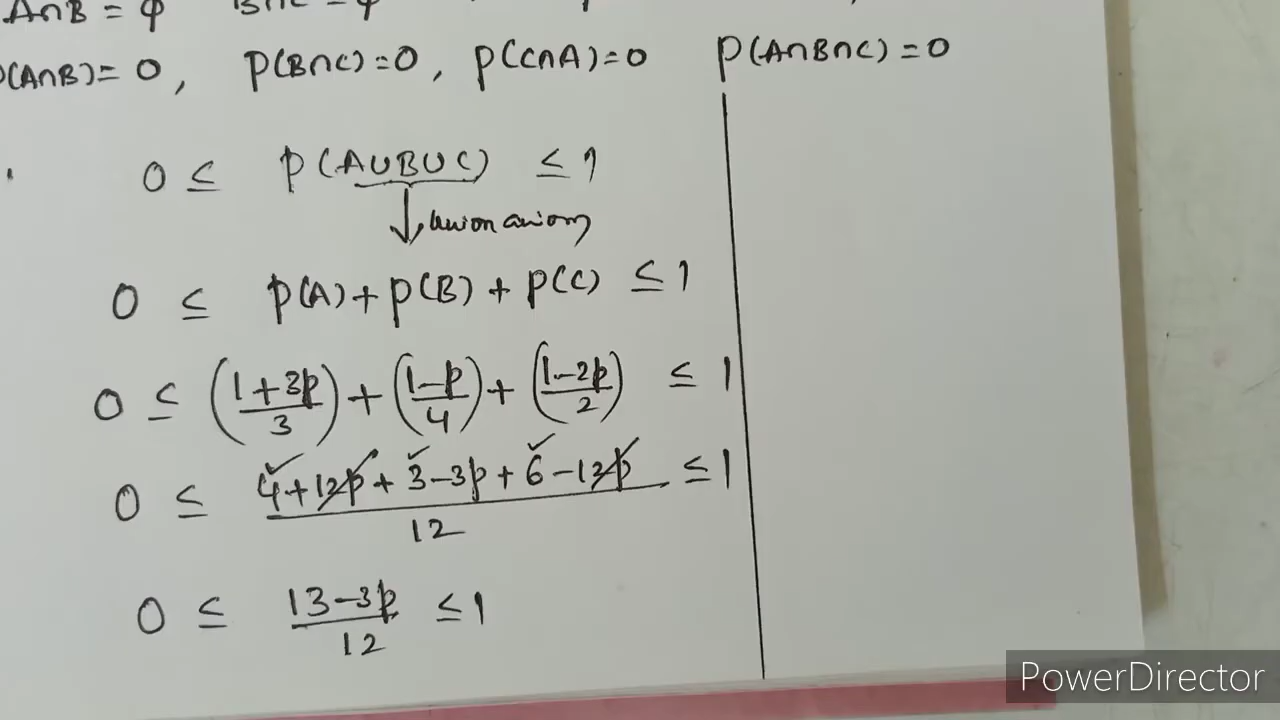 A∩B = φ
P(A∩B) = 0, P(B∩C) = 0, P(C∩A) = 0 P(A∩B∩C) = 0
0 ≤ P(A∪B∪C) ≤ 1
0 ≤ P(A) + P(B) + P(C) ≤ 1
0 ≤ (1+3p/3) + (1-p/4) + (1-2p/2) ≤ 1
0 ≤ 4+12p+3-3p+6-12p/12 ≤ 1
0 ≤ 13-3p/12 ≤ 1
PowerDirector